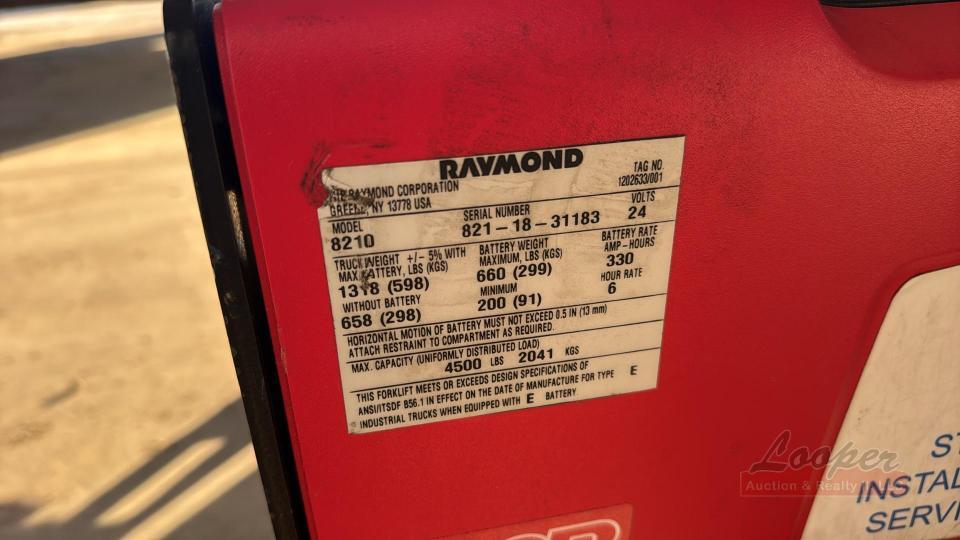 RAYMOND
TAG NO
1202633/001
THE RAYMOND CORPORATION
GREENE, NY 13778 USA
MODEL
8210
SERIAL NUMBER
821-18-31183
VOLTS
24
TRUCK WEIGHT +/- 5% WITH
MAX BATTERY, LBS (KGS)
1318 (598)
WITHOUT BATTERY
658 (298)
BATTERY WEIGHT
MAXIMUM, LBS (KGS)
660 (299)
MINIMUM
200 (91)
BATTERY RATE
AMP-HOURS
330
HOUR RATE
6
HORIZONTAL MOTION OF BATTERY MUST NOT EXCEED 0.5 IN (13 mm)
ATTACH RESTRAINT TO COMPARTMENT AS REQUIRED.
MAX. CAPACITY (UNIFORMLY DISTRIBUTED LOAD)
4500 LBS 2041 KGS
THIS FORKLIFT MEETS OR EXCEEDS DESIGN SPECIFICATIONS OF
ANSI/ITSDF B56.1 IN EFFECT ON THE DATE OF MANUFACTURE FOR TYPE E
INDUSTRIAL TRUCKS WHEN EQUIPPED WITH E BATTERY
Looper
Auction & Realty
ST
INSTAL
SERVI